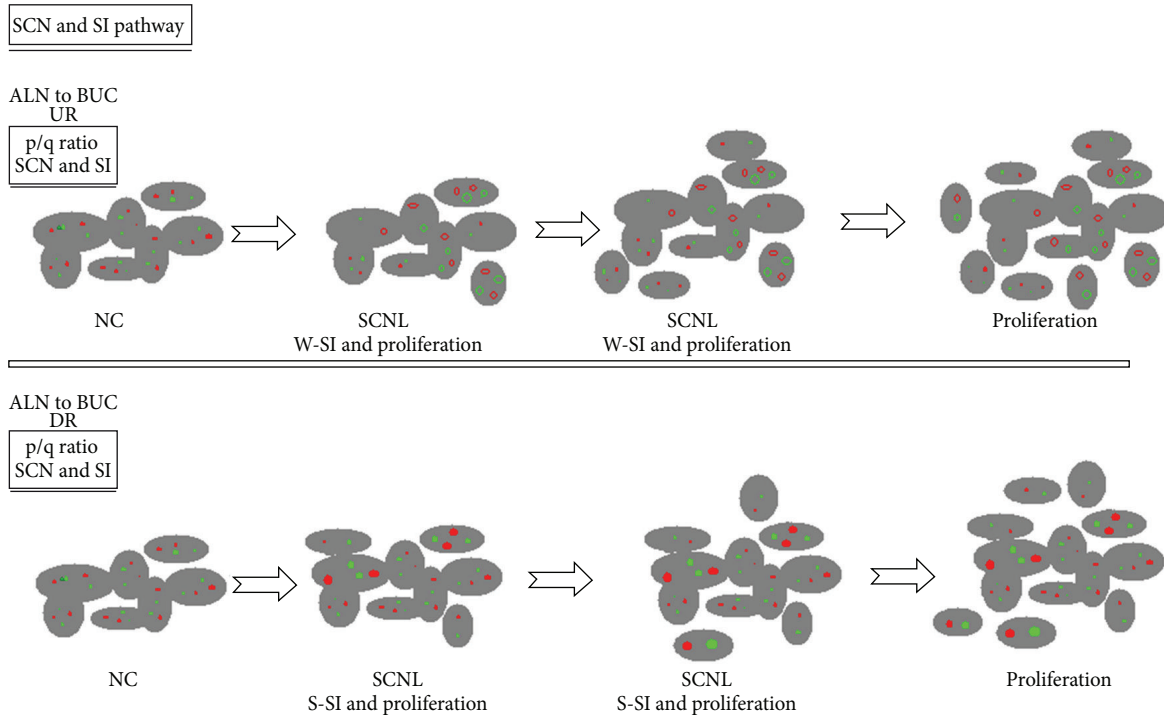 SCN and SI pathway
ALN to BUC
UR
p/q ratio
SCN and SI
NC
SCNL
W-SI and proliferation
SCNL
W-SI and proliferation
Proliferation
ALN to BUC
DR
p/q ratio
SCN and SI
NC
SCNL
S-SI and proliferation
SCNL
S-SI and proliferation
Proliferation